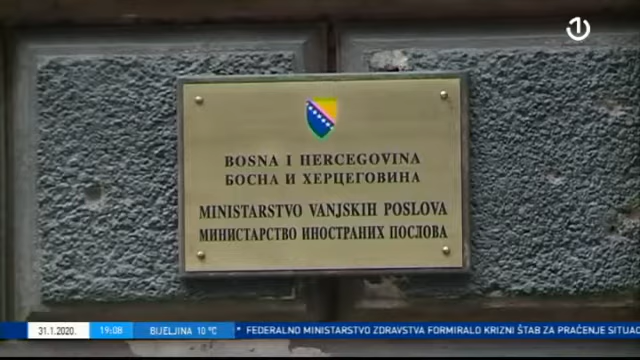 1
BOSNA I HERCEGOVINA
БОСНА И ХЕРЦЕГОВИНА
MINISTARSTVO VANJSKIH POSLOVA
МИНИСТАРСТВО ИНОСТРАНИХ ПОСЛОВА
31.1.2020. 19:08 BIJELJINA 10 °C * FEDERALNO MINISTARSTVO ZDRAVSTVA FORMIRALO KRIZNI ŠTAB ZA PRAĆENJE SITUAC